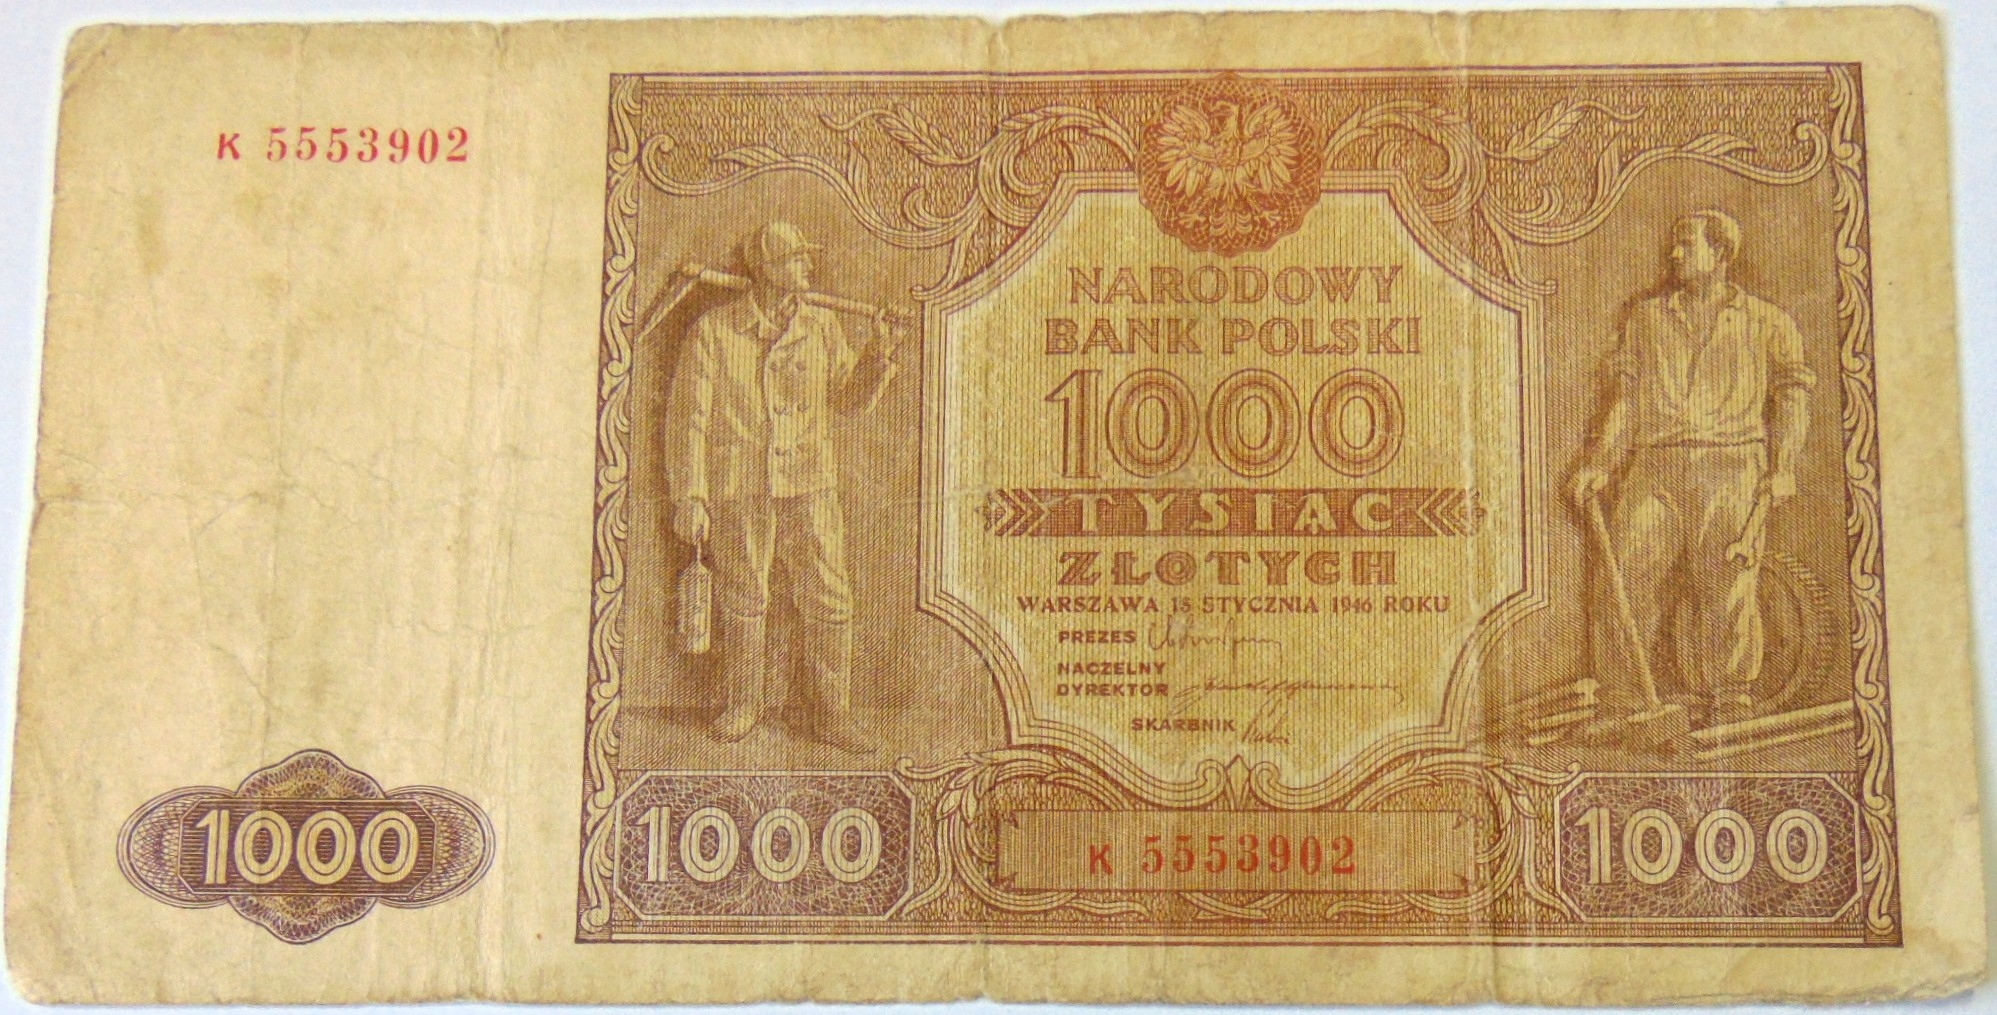 K 5553902
NARODOWY
BANK POLSKI
1000
TYSIĄC
ZŁOTYCH
WARSZAWA 15 STYCZNIA 1946 ROKU
PREZES
NACZELNY
DYREKTOR
SKARBNIK
1000
1000
K 5553902
1000